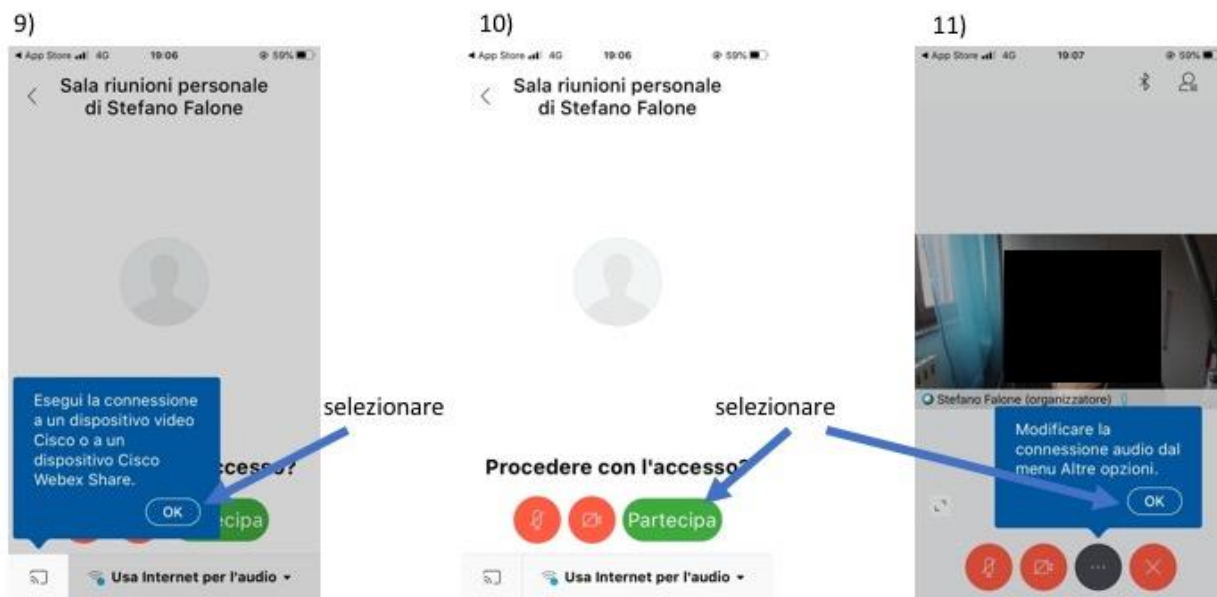 9)
◄ App Store 4G 19:06 59%
Sala riunioni personale
di Stefano Falone
Esegui la connessione
a un dispositivo video
Cisco o a un
dispositivo Cisco
Webex Share.
ccesso?
OK
ecipa
Usa Internet per l'audio
selezionare
10)
◄ App Store 4G 19:06 59%
Sala riunioni personale
di Stefano Falone
Procedere con l'accesso?
Partecipa
Usa Internet per l'audio
selezionare
11)
◄ App Store 4G 19:07 59%
Stefano Falone (organizzatore)
Modificare la
connessione audio dal
menu Altre opzioni.
OK